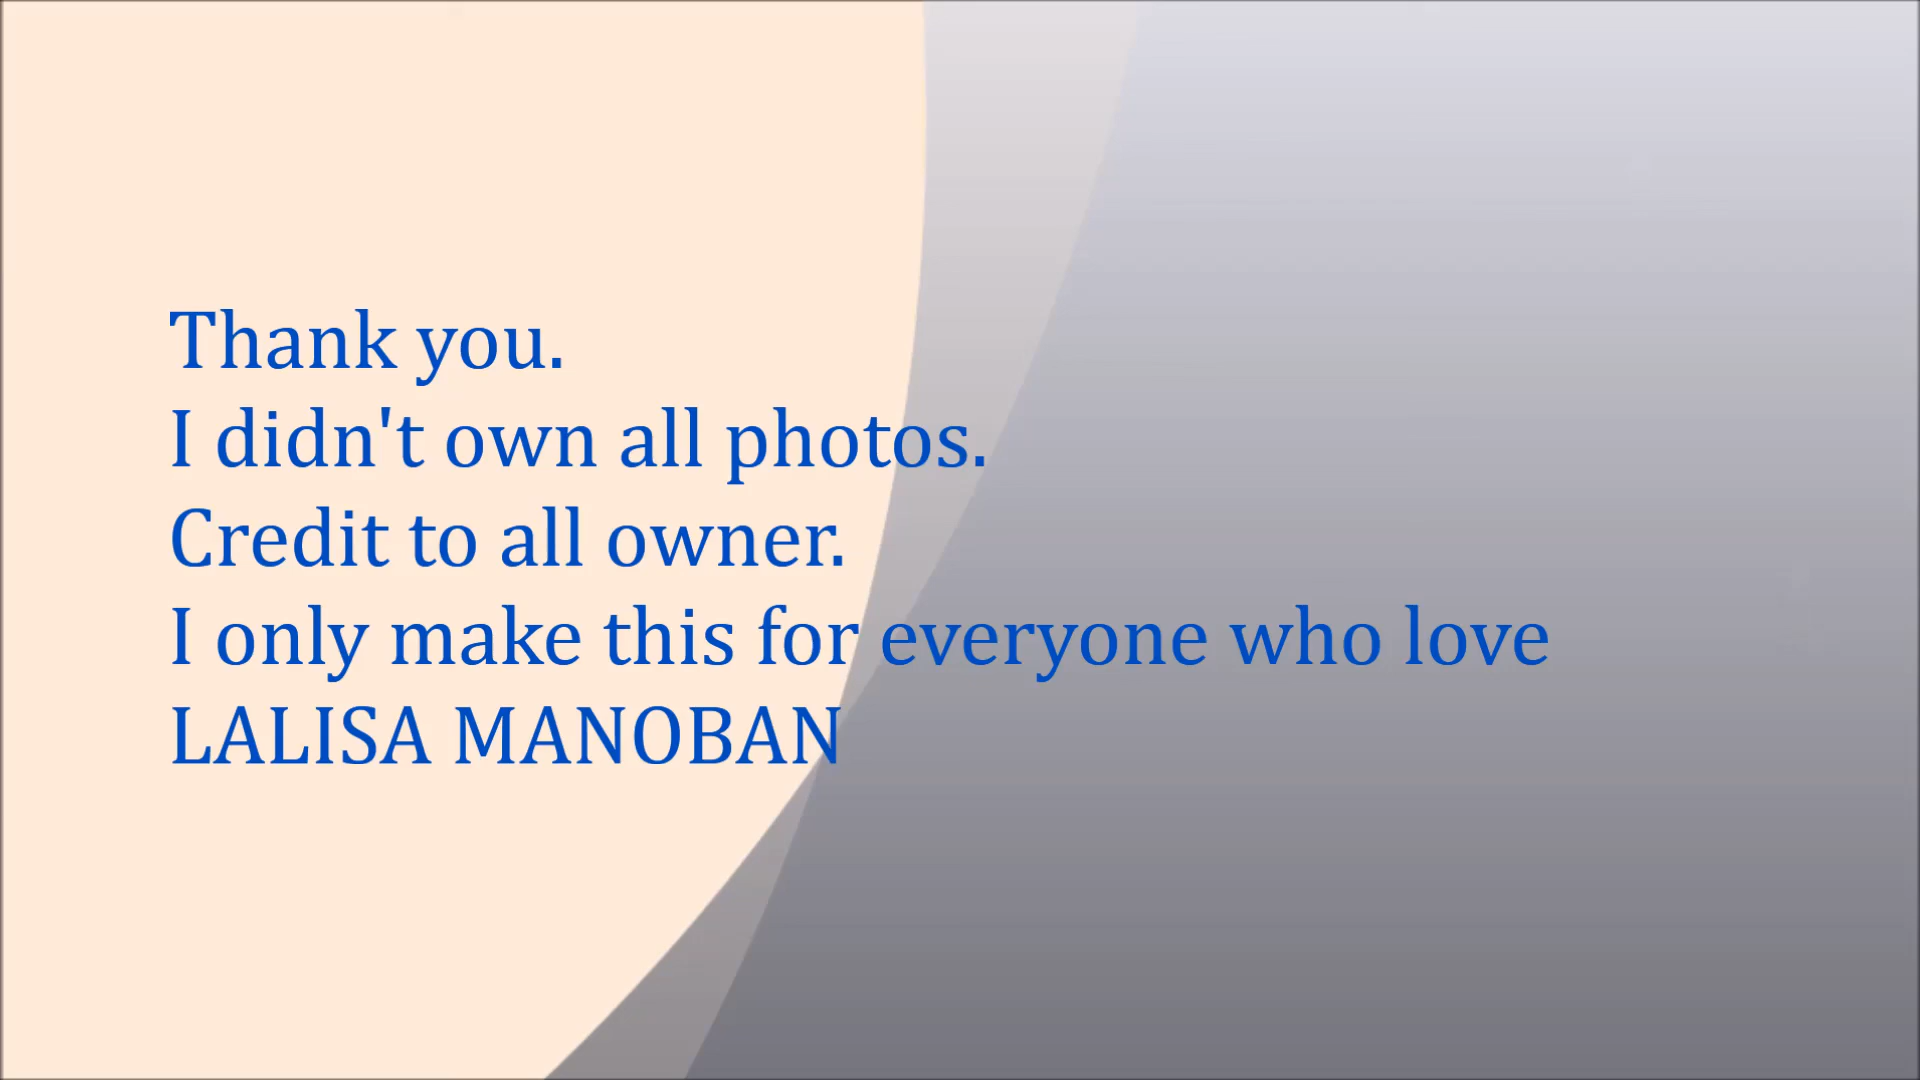 Thank you.
I didn't own all photos.
Credit to all owner.
I only make this for everyone who love
LALISA MANOBAN